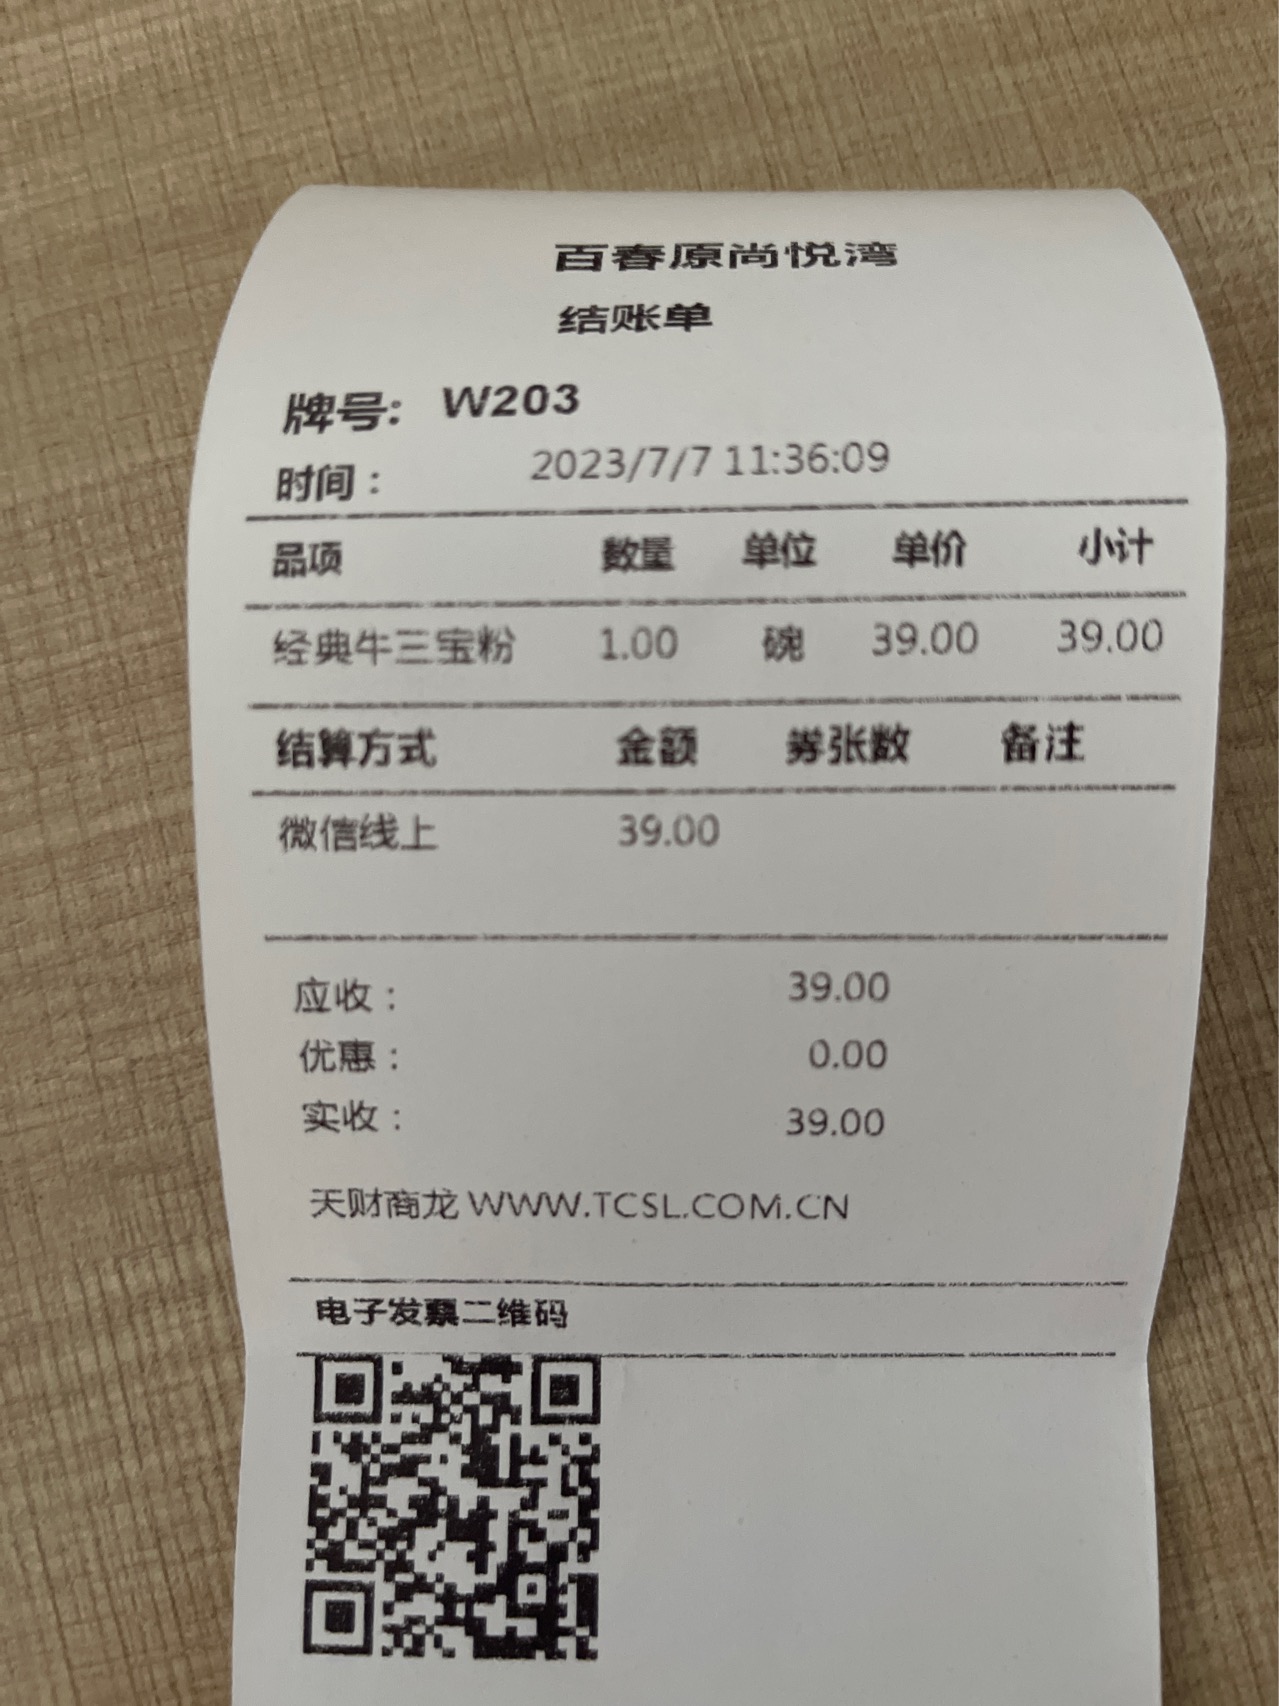 百春原尚悦湾
结账单
牌号: W203
时间： 2023/7/7 11:36:09
品项 数量 单位 单价 小计
经典牛三宝粉 1.00 碗 39.00 39.00
结算方式 金额 券张数 备注
微信线上 39.00
应收： 39.00
优惠： 0.00
实收： 39.00
天财商龙 WWW.TCSL.COM.CN
电子发票二维码